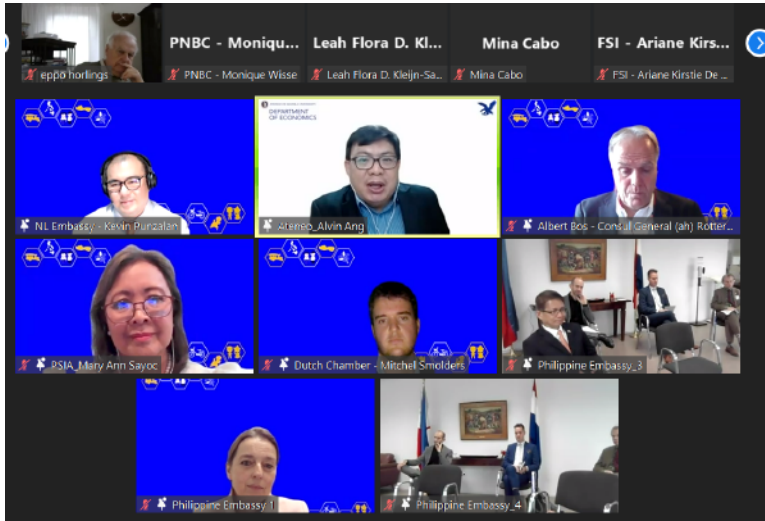 PNBC - Monique...
Leah Flora D. Kl...
Mina Cabo
FSI - Ariane Kirs...
eppo horlings
PNBC - Monique Wisse
Leah Flora D. Kleijn-Sa...
Mina Cabo
FSI - Ariane Kirstie De ...
DEPARTMENT
OF ECONOMICS
NL Embassy - Kevin Punzalan
Ateneo_Alvin Ang
Albert Bos - Consul General (ah) Rotter...
PSIA_Mary Ann Sayoc
Dutch Chamber - Mitchel Smolders
Philippine Embassy_3
Philippine Embassy 1
Philippine Embassy_4